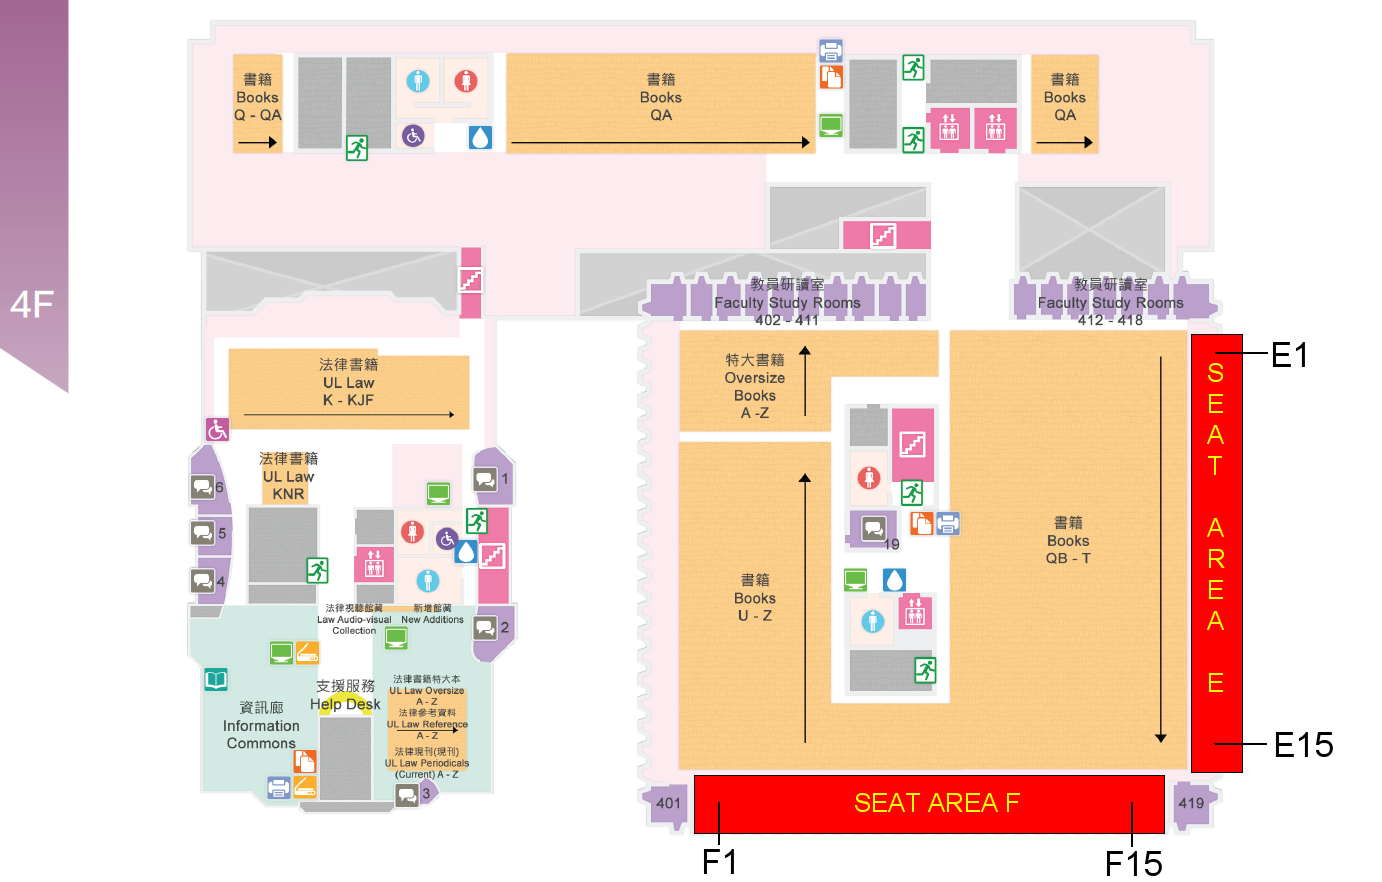 4F
書籍
Books
Q - QA
書籍
Books
QA
書籍
Books
QA
教員研讀室
Faculty Study Rooms
402 - 411
教員研讀室
Faculty Study Rooms
412 - 418
法律書籍
UL Law
K - KJF
特大書籍
Oversize
Books
A -Z
E1
SEAT AREA E
E15
法律書籍
UL Law
KNR
6
5
4
1
2
3
19
書籍
Books
QB - T
書籍
Books
U - Z
法律視聽館藏
Law Audio-visual
Collection
新增館藏
New Additions
支援服務
Help Desk
資訊廊
Information
Commons
法律書籍特大本
UL Law Oversize
A - Z
法律參考資料
UL Law Reference
A - Z
法律現刊(現刊)
UL Law Periodicals
(Current) A - Z
401
SEAT AREA F
419
F1
F15